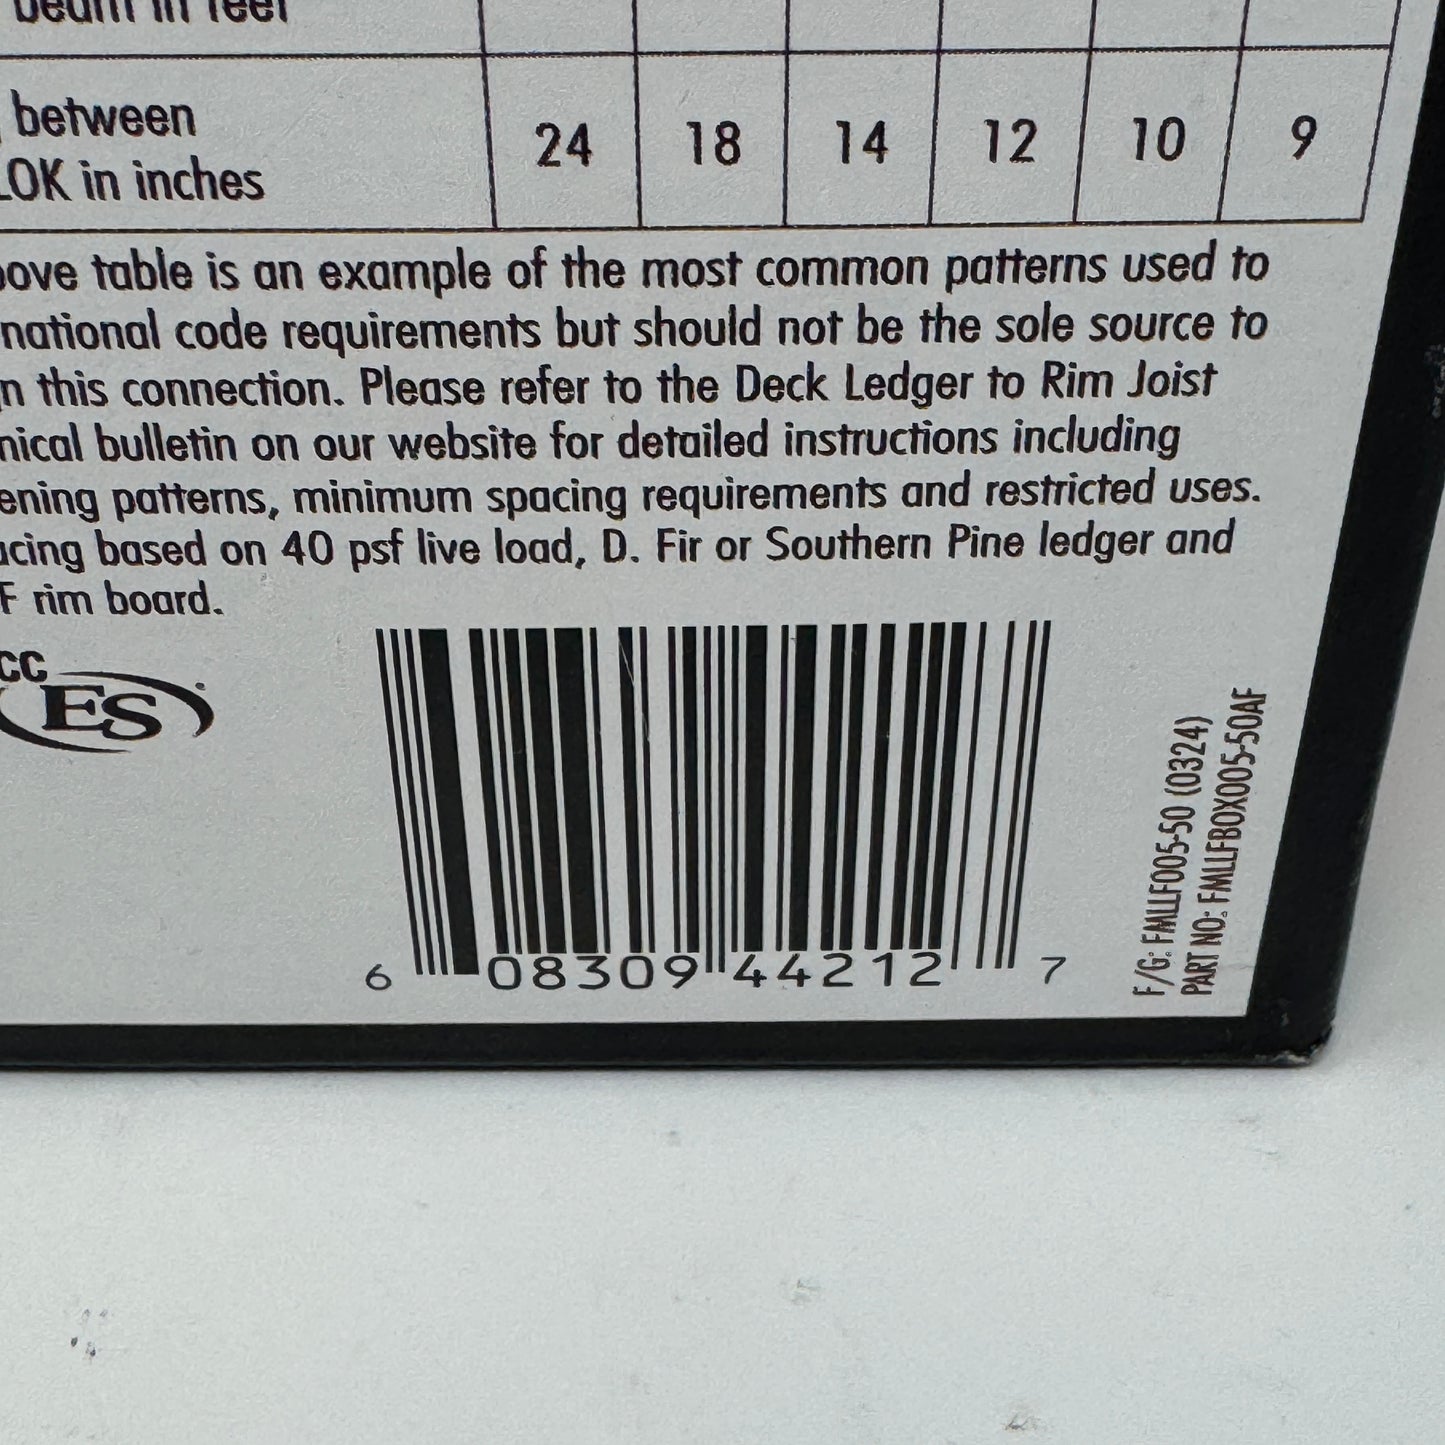 beam in feet
between
LOK in inches
24 18 14 12 10 9
table is an example of the most common patterns used to
national code requirements but should not be the sole source to
this connection. Please refer to the Deck Ledger to Rim Joist
bulletin on our website for detailed instructions including
patterns, minimum spacing requirements and restricted uses.
based on 40 psf live load, D. Fir or Southern Pine ledger and
F rim board.
CC
ES
6 08309 44212 7
F/G: FMLLF005-50 (0324)
PART NO: FMLLFBOX005-50AF